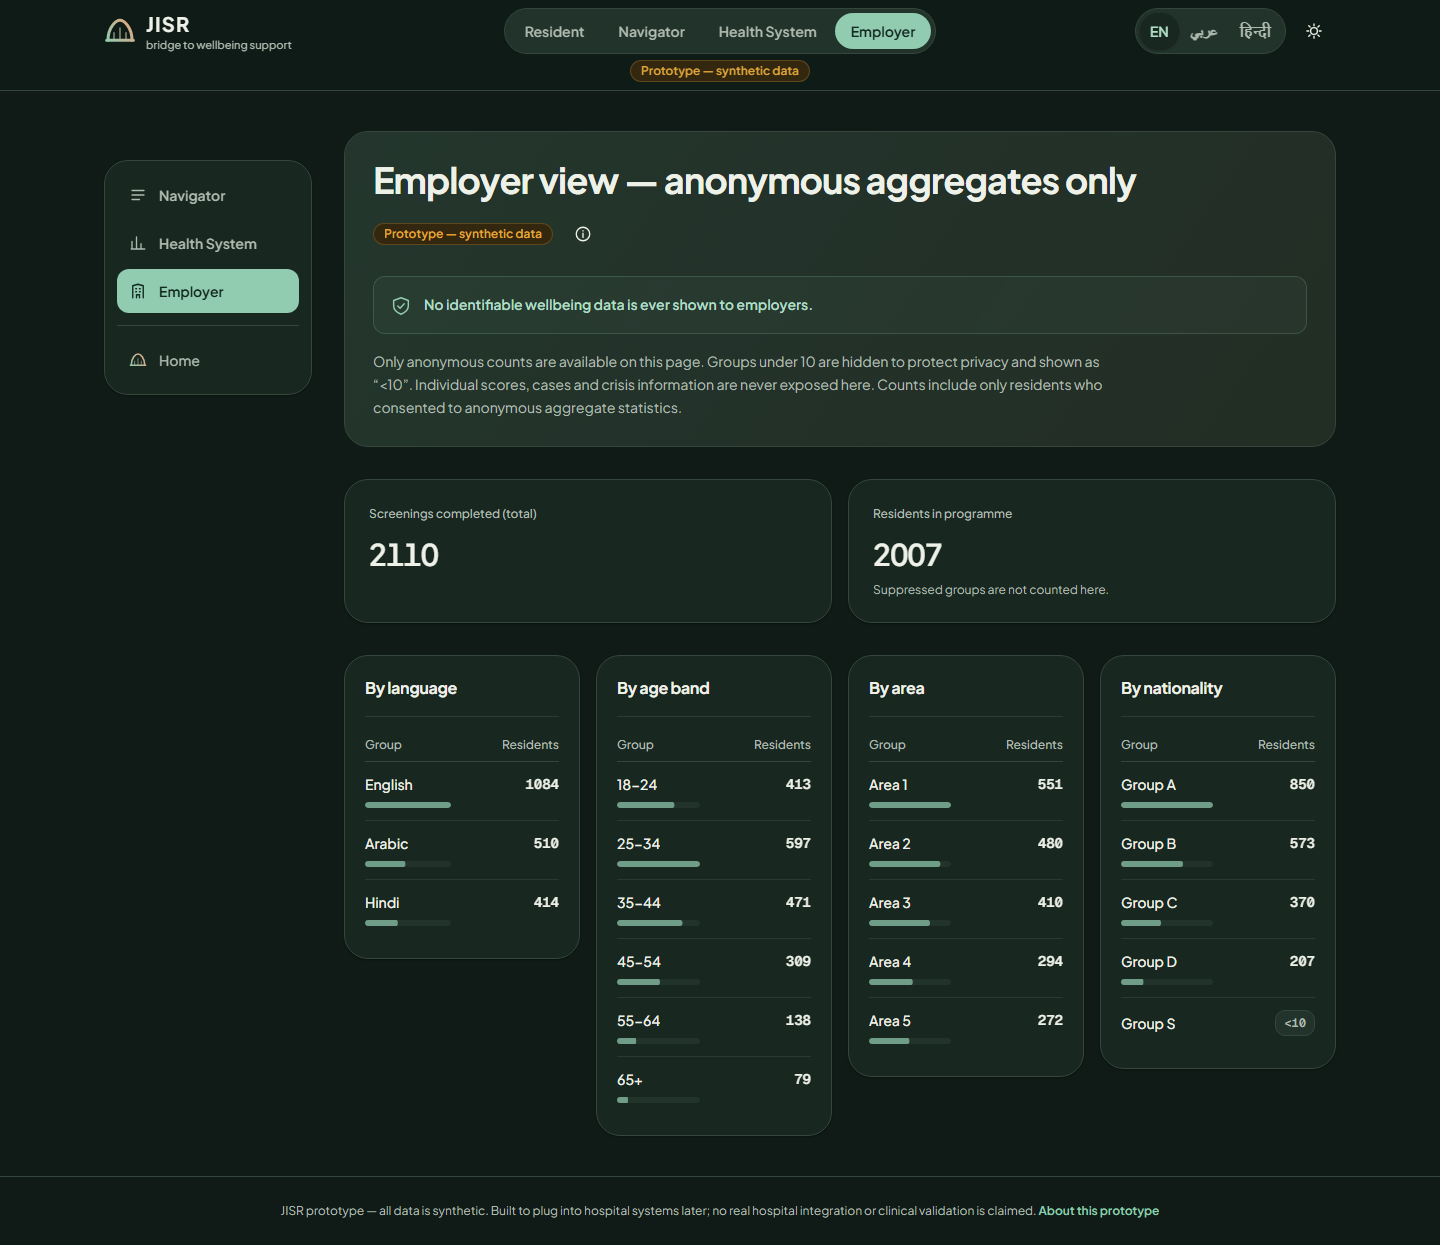 JISR
bridge to wellbeing support
Resident
Navigator
Health System
Employer
EN
عربي
हिन्दी
Prototype — synthetic data
Navigator
Health System
Employer
Home
Employer view — anonymous aggregates only
Prototype — synthetic data
No identifiable wellbeing data is ever shown to employers.
Only anonymous counts are available on this page. Groups under 10 are hidden to protect privacy and shown as
“<10”. Individual scores, cases and crisis information are never exposed here. Counts include only residents who
consented to anonymous aggregate statistics.
Screenings completed (total)
2110
Residents in programme
2007
Suppressed groups are not counted here.
By language
Group Residents
English 1084
Arabic 510
Hindi 414
By age band
Group Residents
18–24 413
25–34 597
35–44 471
45–54 309
55–64 138
65+ 79
By area
Group Residents
Area 1 551
Area 2 480
Area 3 410
Area 4 294
Area 5 272
By nationality
Group Residents
Group A 850
Group B 573
Group C 370
Group D 207
Group S <10
JISR prototype — all data is synthetic. Built to plug into hospital systems later; no real hospital integration or clinical validation is claimed. About this prototype